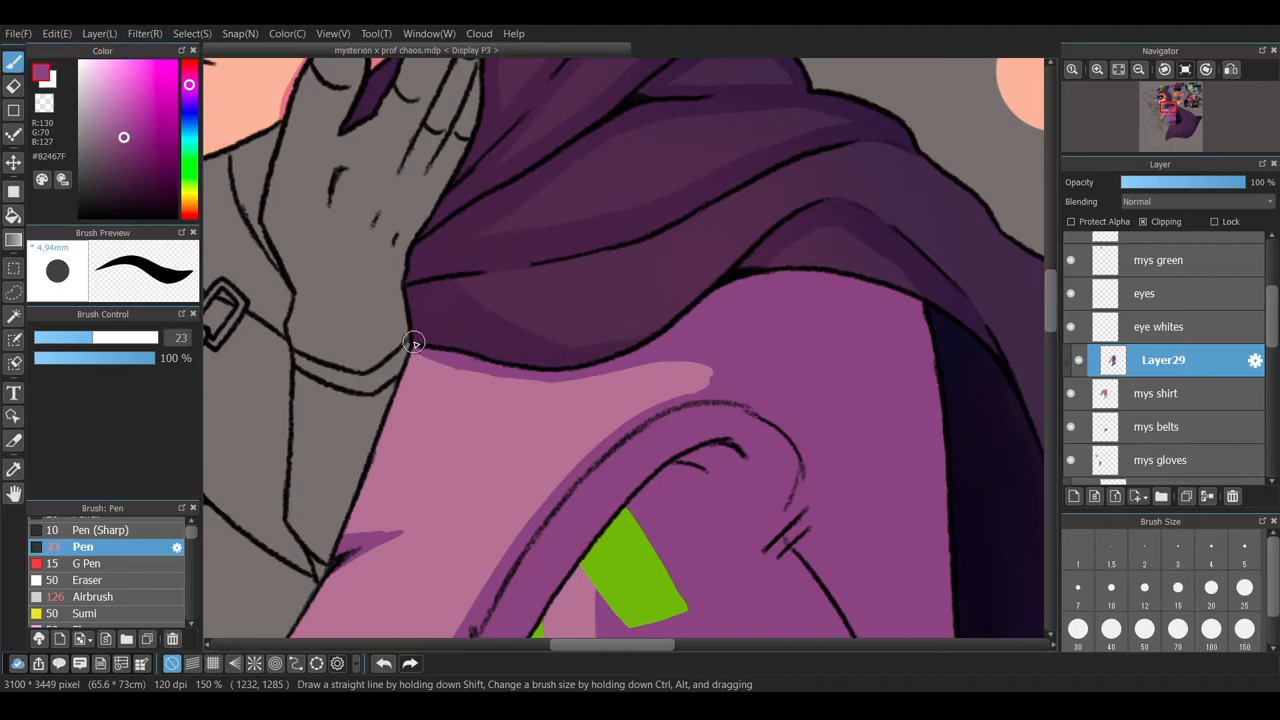 File(F) Edit(E) Layer(L) Filter(R) Select(S) Snap(N) Color(C) View(V) Tool(T) Window(W) Cloud Help
Color
mysterion x prof chaos.mdp < Display P3 >
Navigator
R:130
G:70
B:127
#82467F
Layer
Opacity 100 %
Blending Normal
Protect Alpha Clipping Lock
Brush Preview
* 4.94mm
mys green
eyes
Brush Control
eye whites
23
100 %
Layer29
mys shirt
mys belts
mys gloves
Brush: Pen
10 Pen (Sharp)
23 Pen
15 G Pen
50 Eraser
126 Airbrush
50 Sumi
Brush Size
1 1.5 2 3 4 5
7 10 12 15 20 25
30 40 50 70 100 150
3100 * 3449 pixel (65.6 * 73cm) 120 dpi 150 % ( 1232, 1285 ) Draw a straight line by holding down Shift, Change a brush size by holding down Ctrl, Alt, and dragging